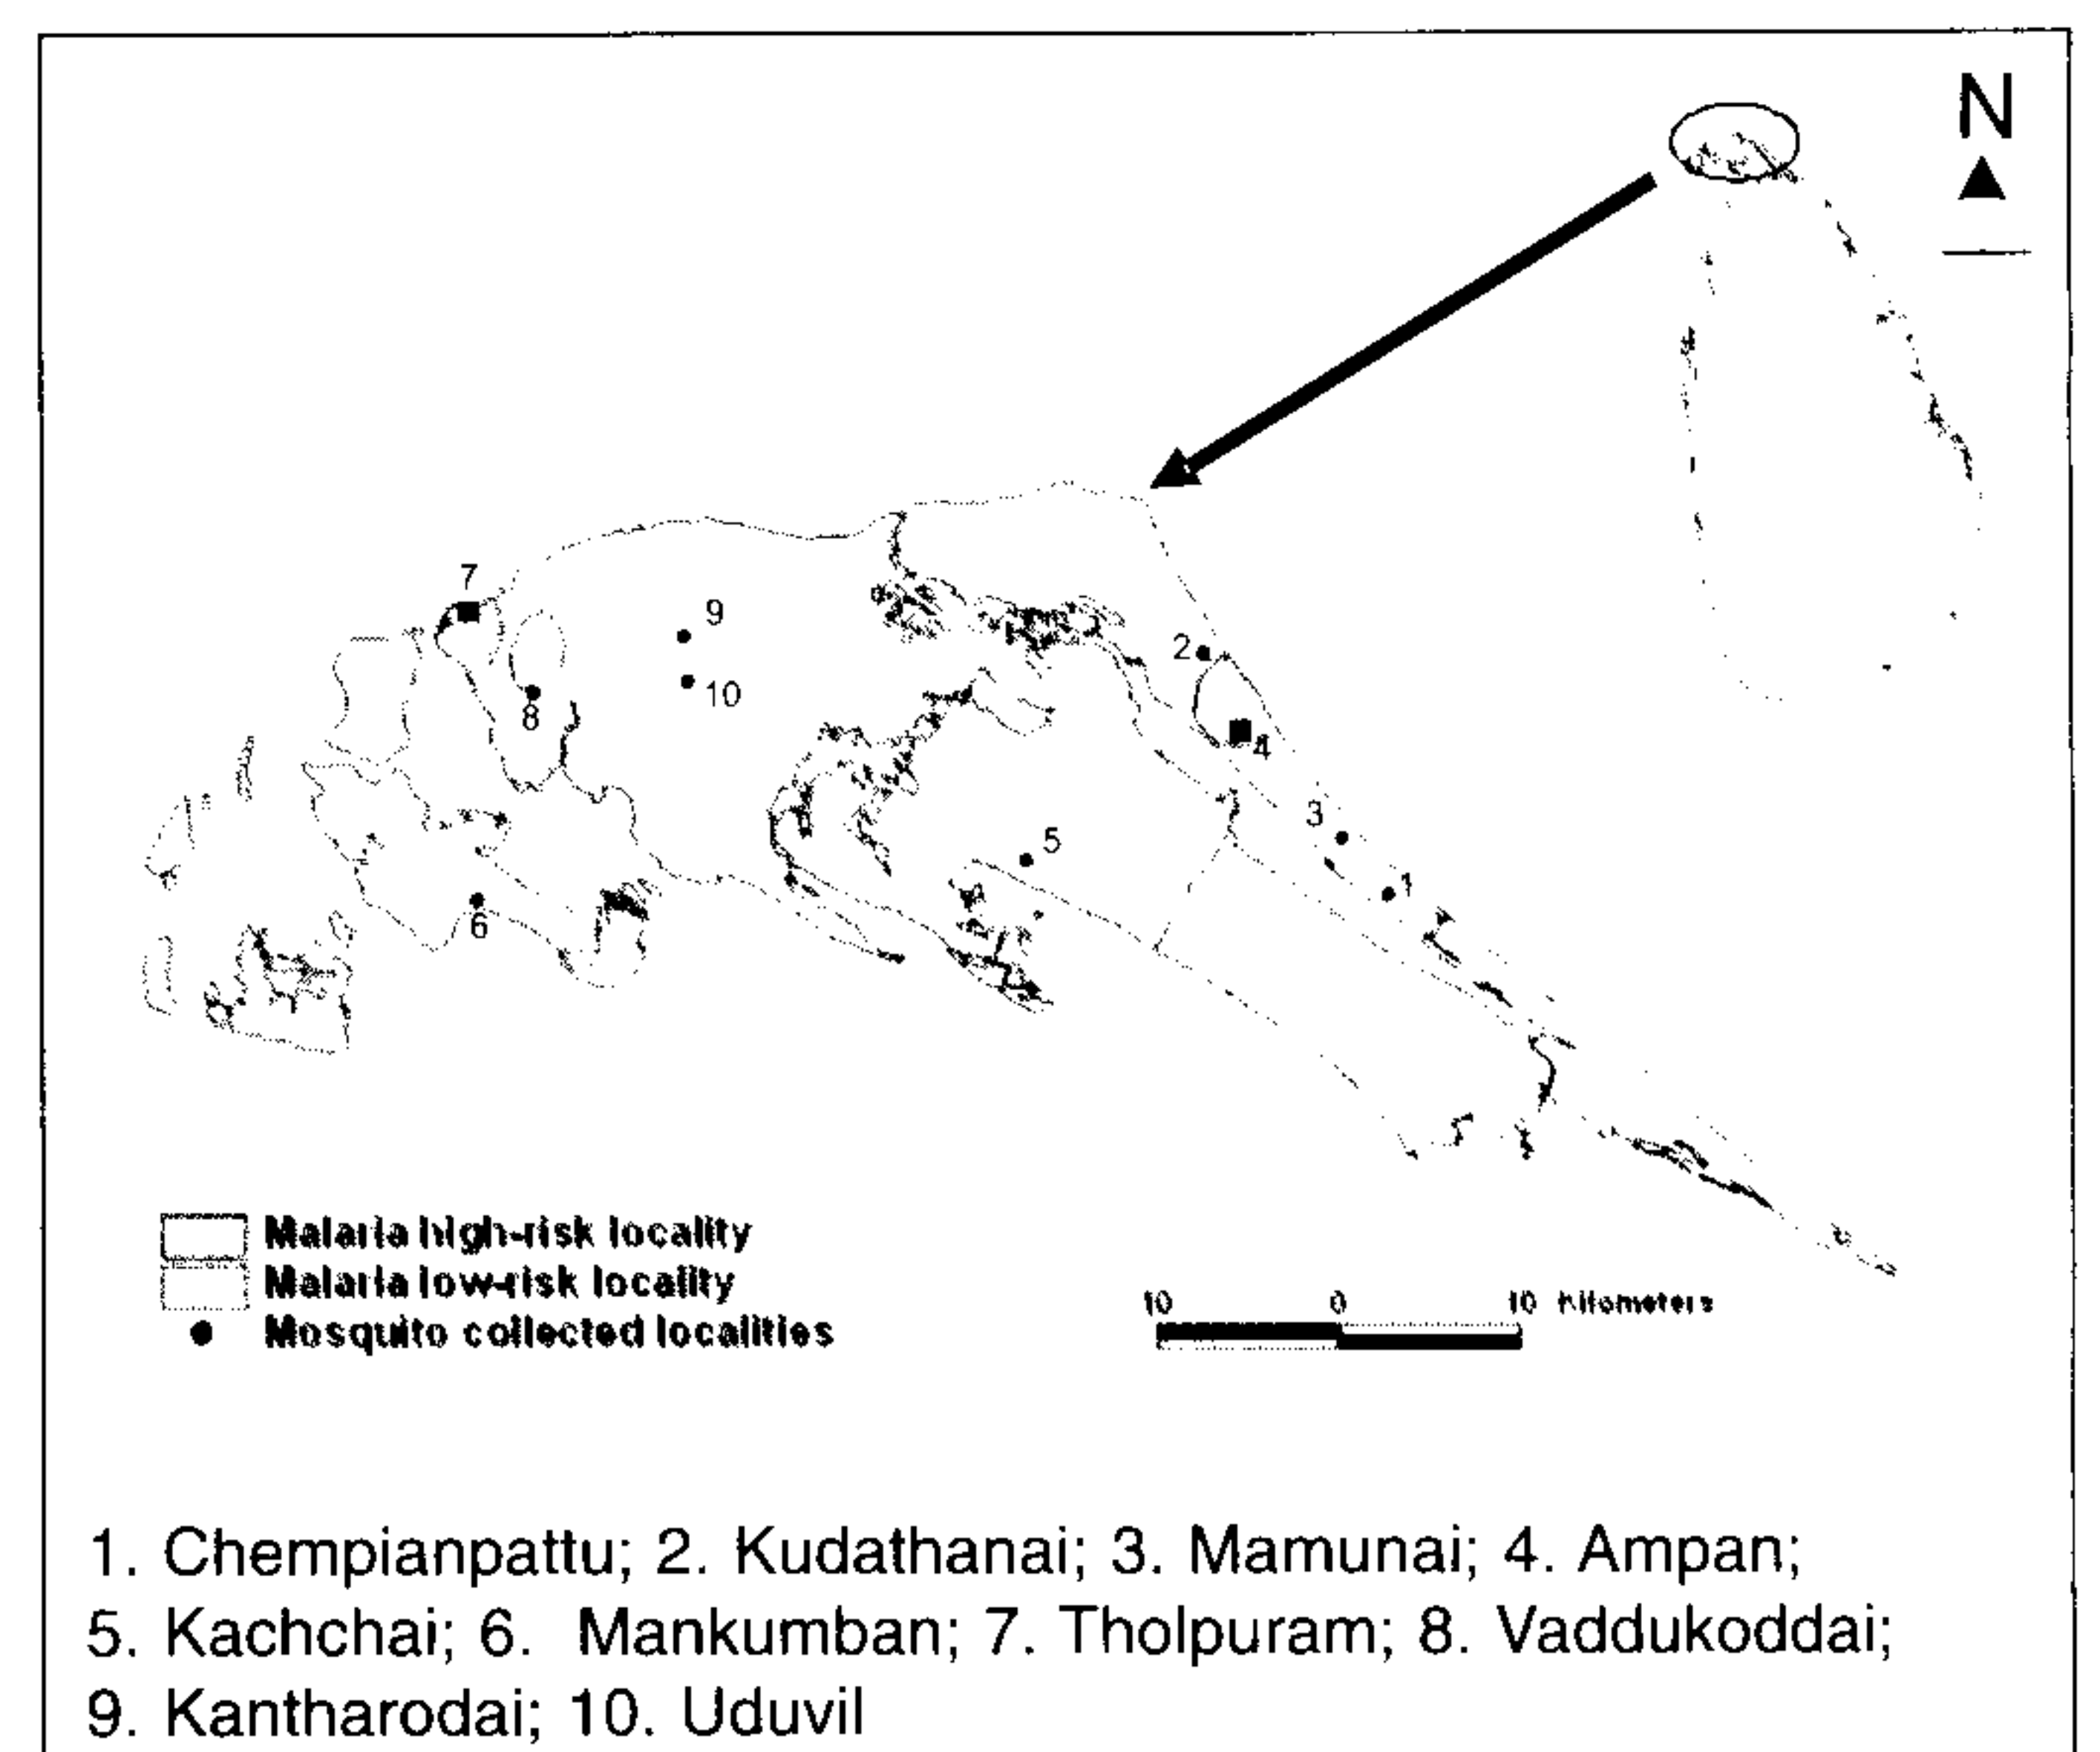 N
7
9
2
10
8
4
3
5
1
6
Malaria high-risk locality
Malaria low-risk locality
Mosquito collected localities
10 0 10 Kilometers
1. Chempianpattu; 2. Kudathanai; 3. Mamunai; 4. Ampan;
5. Kachchai; 6. Mankumban; 7. Tholpuram; 8. Vaddukoddai;
9. Kantharodai; 10. Uduvil